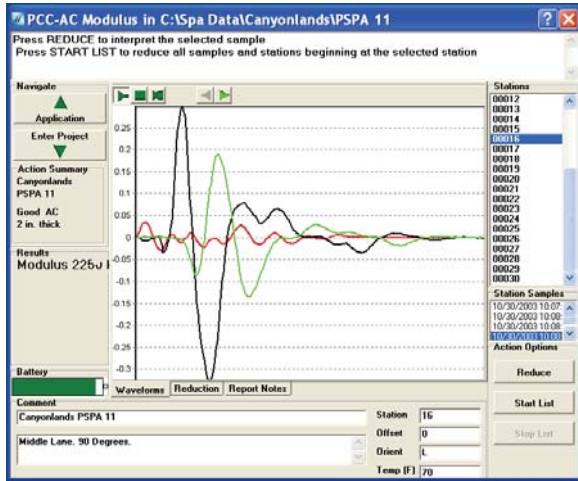 PCC-AC Modulus in C:\Spa Data\Canyonlands\PSPA 11
Press REDUCE to interpret the selected sample
Press START LIST to reduce all samples and stations beginning at the selected station
Navigate
Application
Enter Project
Action Summary
Canyonlands
PSPA 11
Good AC
2 in. thick
Results
Modulus
Battery
0.25
0.2
0.15
0.1
0.05
0
-0.05
-0.1
-0.15
-0.2
-0.25
-0.3
Waveforms
Reduction
Report Notes
Stations
00012
00013
00014
00015
00016
00017
00018
00019
00020
00021
00022
00023
00024
00025
00026
00027
00028
00029
00030
Station Samples
10/30/2003 10:07:
10/30/2003 10:08:
10/30/2003 10:08:
10/30/2003 10:08:
Action Options
Reduce
Start List
Stop List
Comment
Canyonlands PSPA 11
Middle Lane. 90 Degrees.
Station 16
Offset 0
Orient L
Temp (F) 70